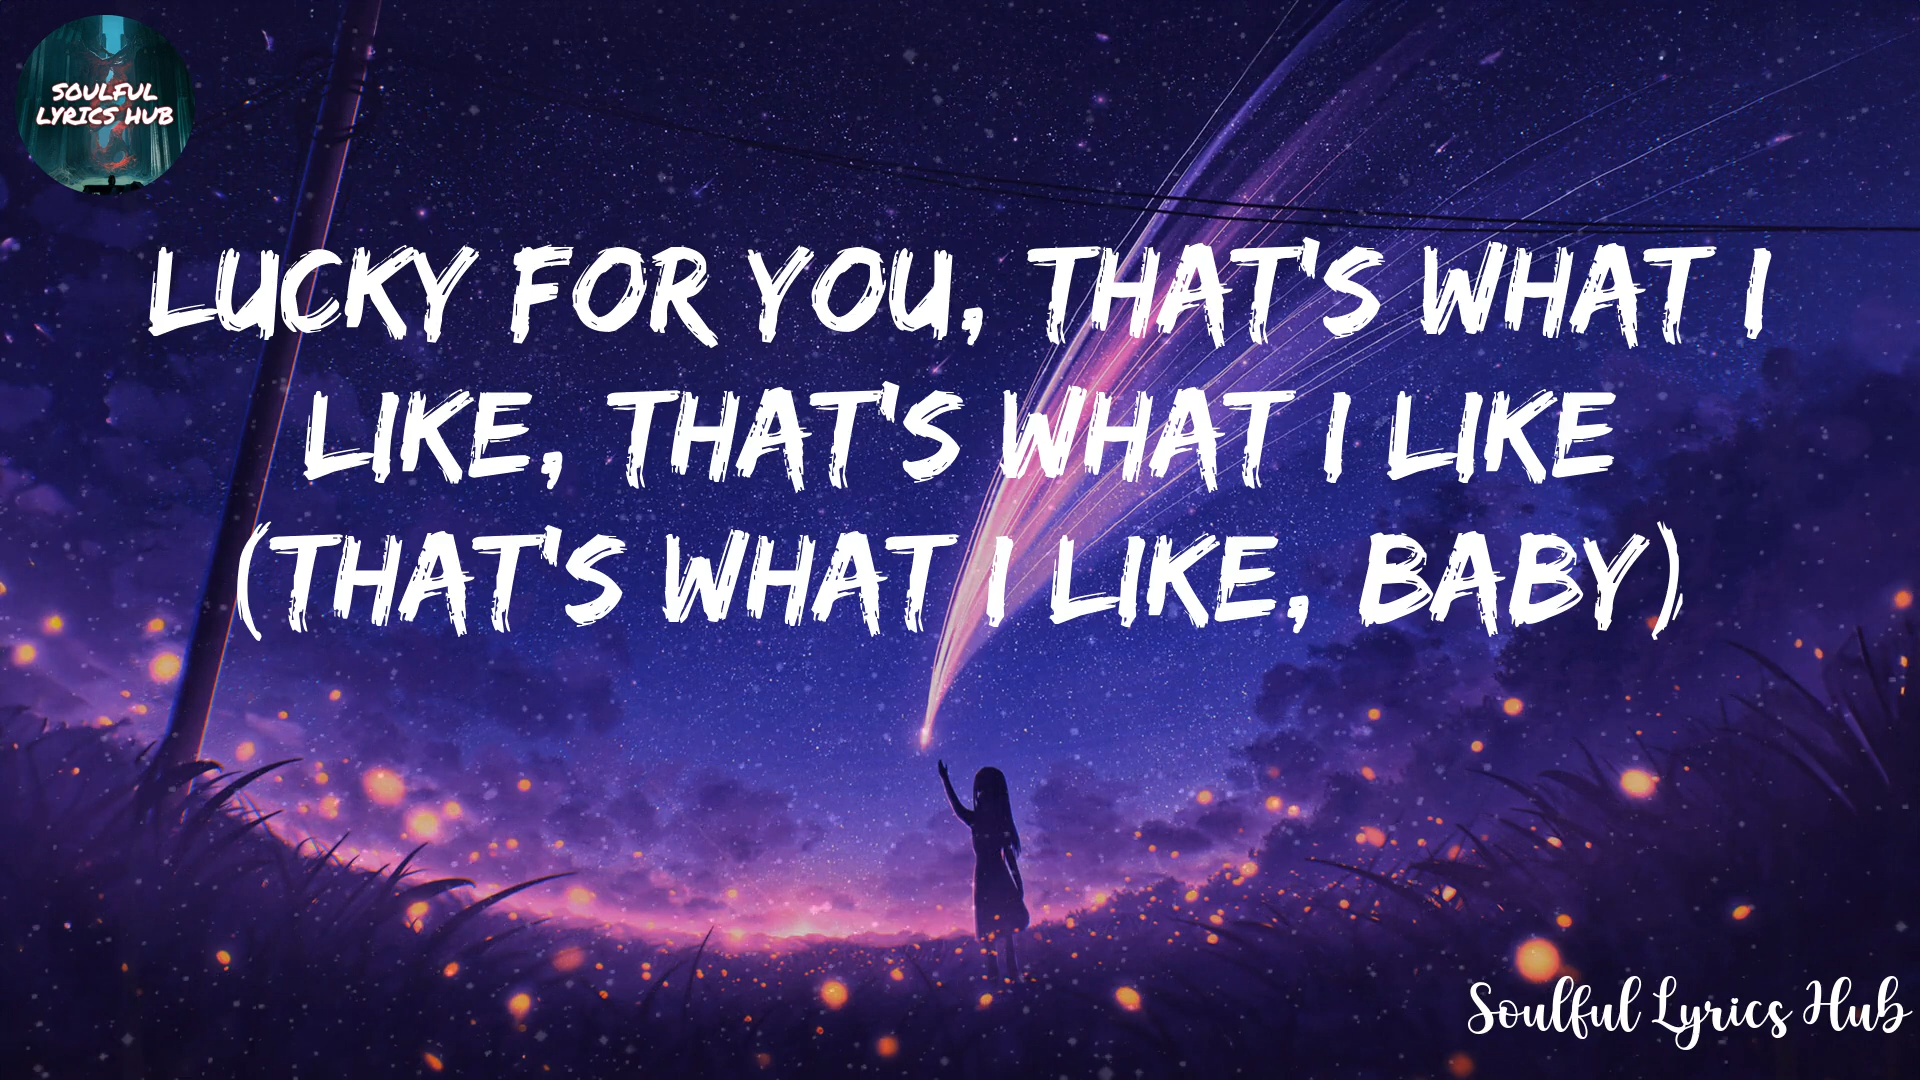 SOULFUL
LYRICS HUB
LUCKY FOR YOU, THAT'S WHAT I
LIKE, THAT'S WHAT I LIKE
(THAT'S WHAT I LIKE, BABY)
Soulful Lyrics Hub